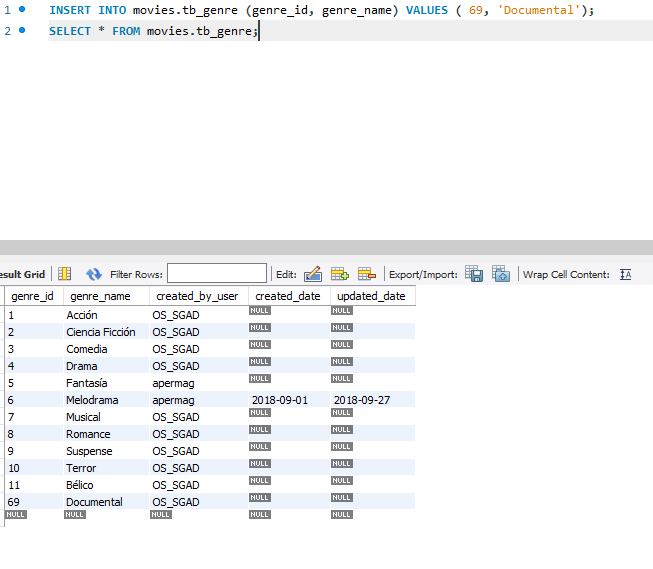 1 INSERT INTO movies.tb_genre (genre_id, genre_name) VALUES ( 69, 'Documental');
2 SELECT * FROM movies.tb_genre;
esult Grid Filter Rows: Edit: Export/Import: Wrap Cell Content: IA
genre_id genre_name created_by_user created_date updated_date
1 Acción OS_SGAD NULL NULL
2 Ciencia Ficción OS_SGAD NULL NULL
3 Comedia OS_SGAD NULL NULL
4 Drama OS_SGAD NULL NULL
5 Fantasía apermag NULL NULL
6 Melodrama apermag 2018-09-01 2018-09-27
7 Musical OS_SGAD NULL NULL
8 Romance OS_SGAD NULL NULL
9 Suspense OS_SGAD NULL NULL
10 Terror OS_SGAD NULL NULL
11 Bélico OS_SGAD NULL NULL
69 Documental OS_SGAD NULL NULL
NULL NULL NULL NULL NULL